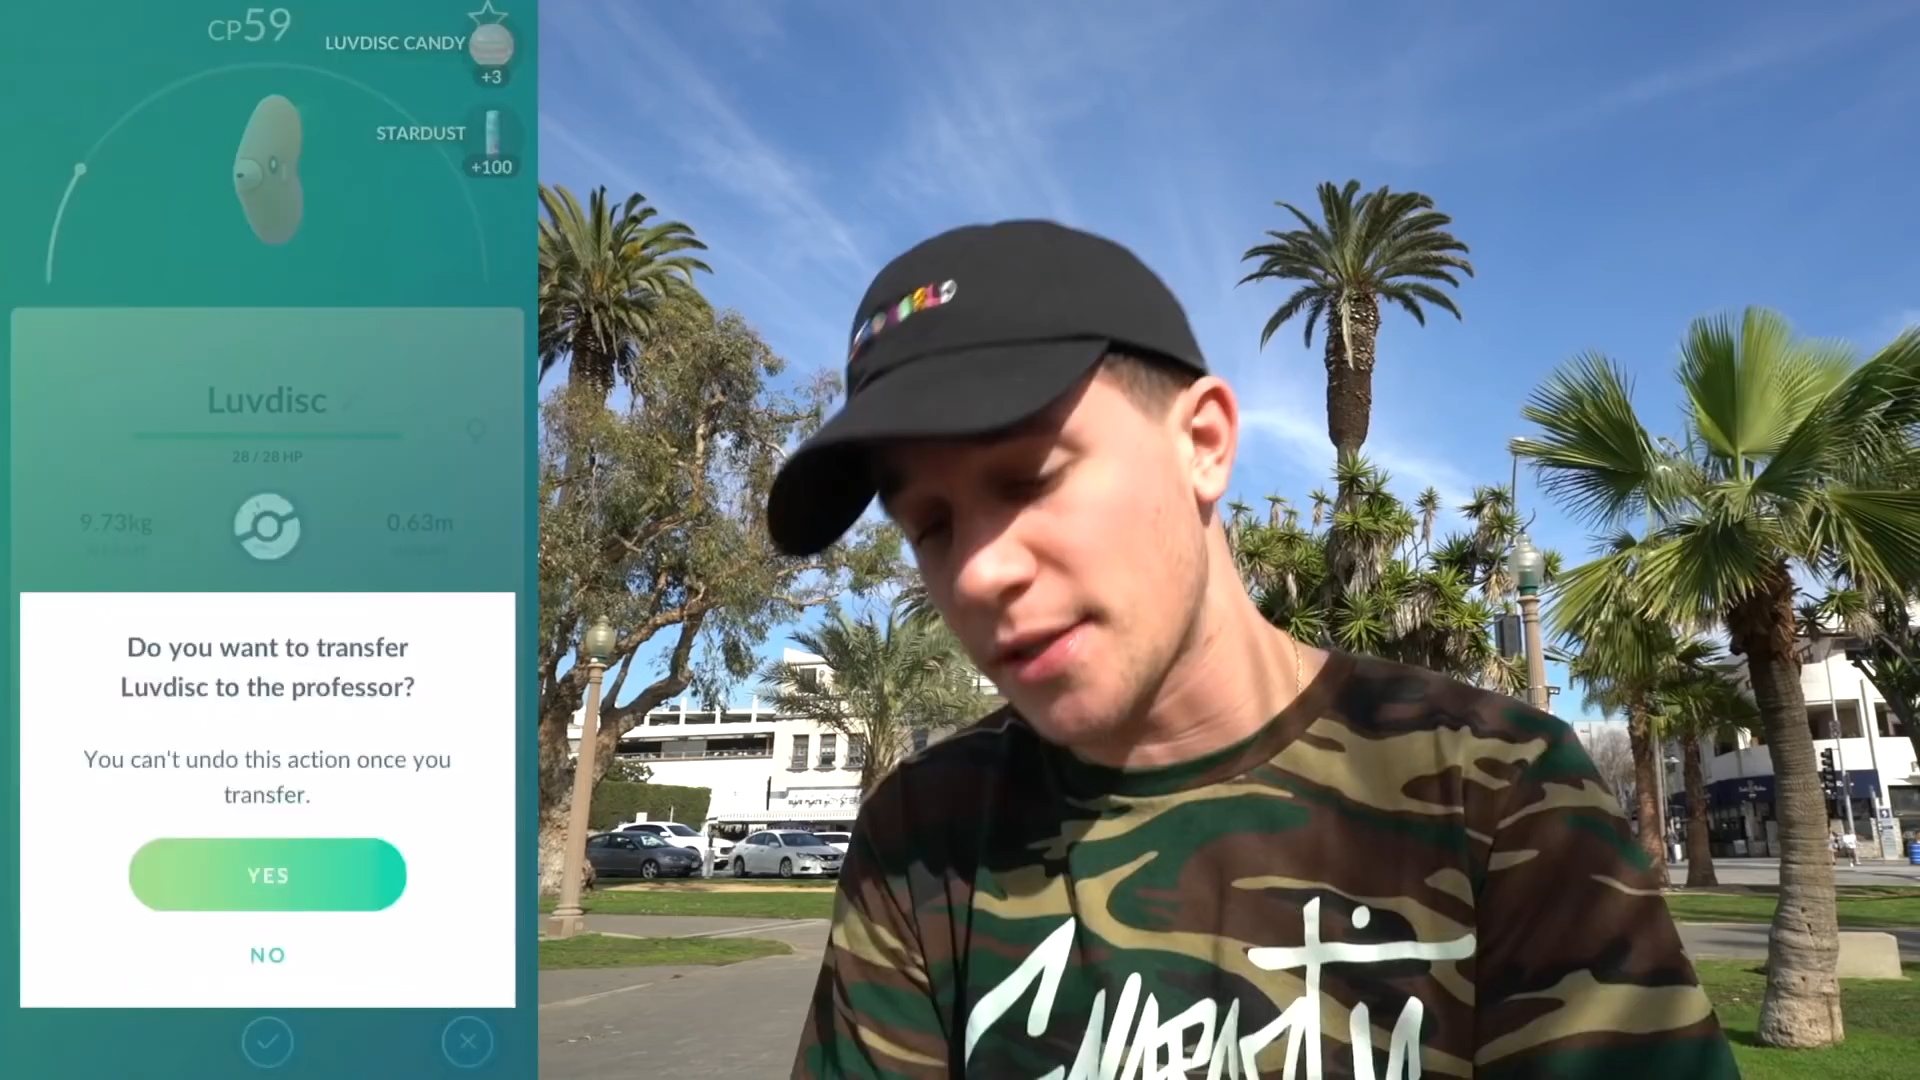 CP59
LUVDISC CANDY
+3
STARDUST
+100
Luvdisc
28 / 28 HP
9.73kg
0.63m
Do you want to transfer
Luvdisc to the professor?
You can't undo this action once you
transfer.
YES
NO